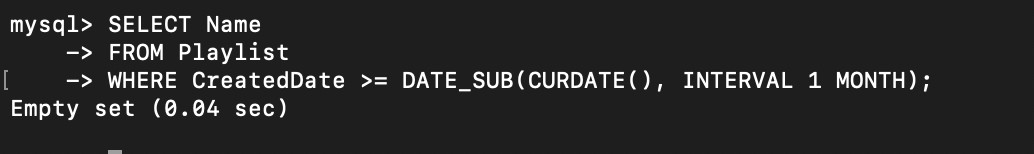 mysql> SELECT Name
-> FROM Playlist
[ -> WHERE CreatedDate >= DATE_SUB(CURDATE(), INTERVAL 1 MONTH);
Empty set (0.04 sec)